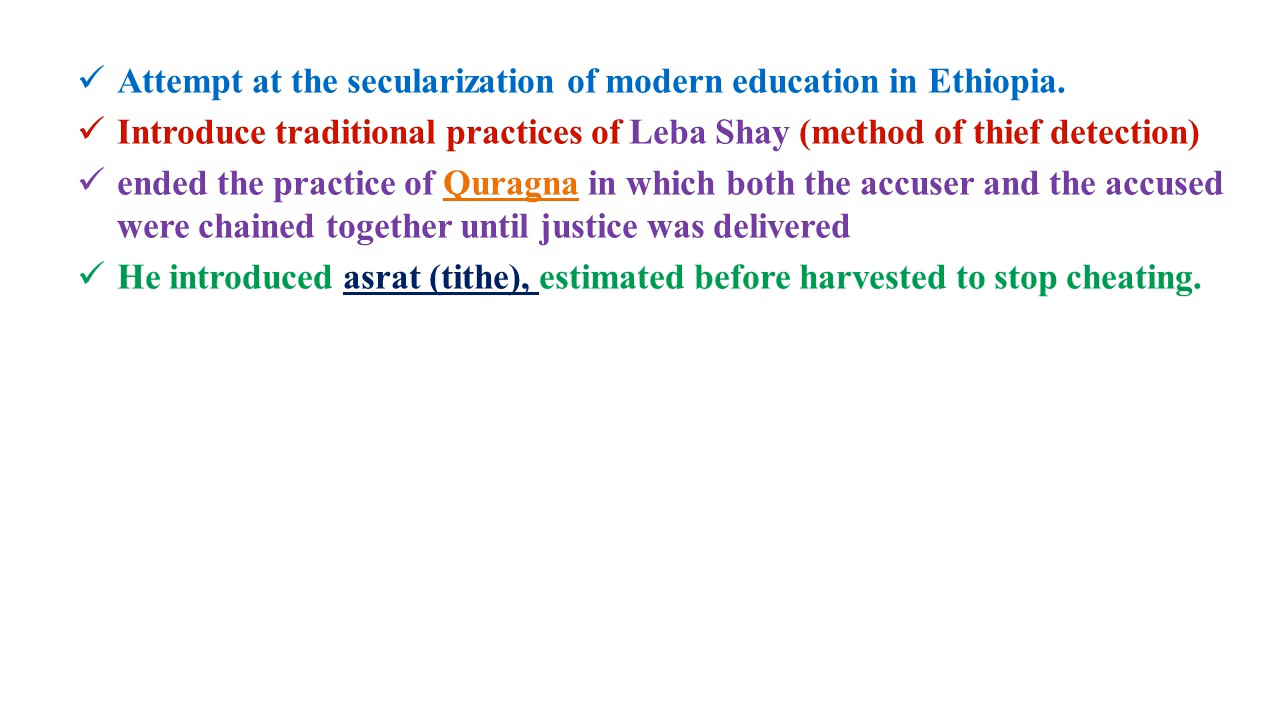 ✓ Attempt at the secularization of modern education in Ethiopia.
✓ Introduce traditional practices of Leba Shay (method of thief detection)
✓ ended the practice of Quragna in which both the accuser and the accused
were chained together until justice was delivered
✓ He introduced asrat (tithe), estimated before harvested to stop cheating.